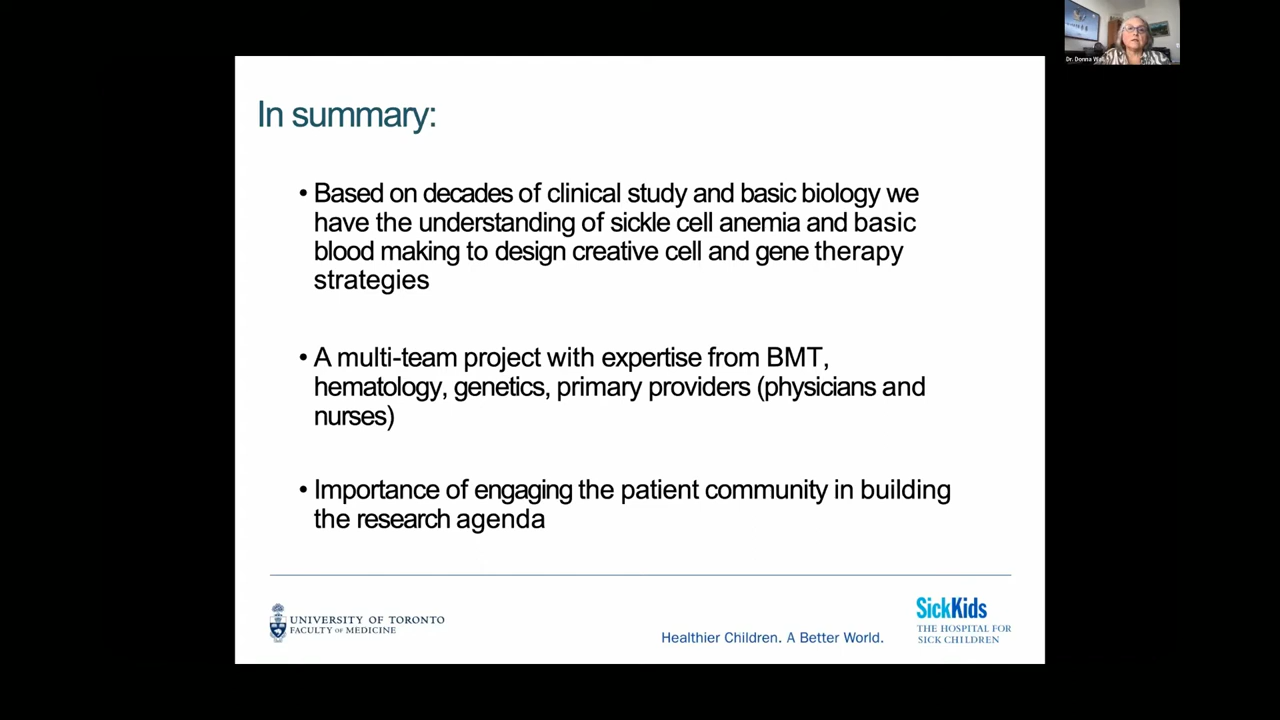 Dr. Donna Wall
In summary:
• Based on decades of clinical study and basic biology we
have the understanding of sickle cell anemia and basic
blood making to design creative cell and gene therapy
strategies
• A multi-team project with expertise from BMT,
hematology, genetics, primary providers (physicians and
nurses)
• Importance of engaging the patient community in building
the research agenda
UNIVERSITY OF TORONTO
FACULTY OF MEDICINE
Healthier Children. A Better World.
SickKids
THE HOSPITAL FOR
SICK CHILDREN